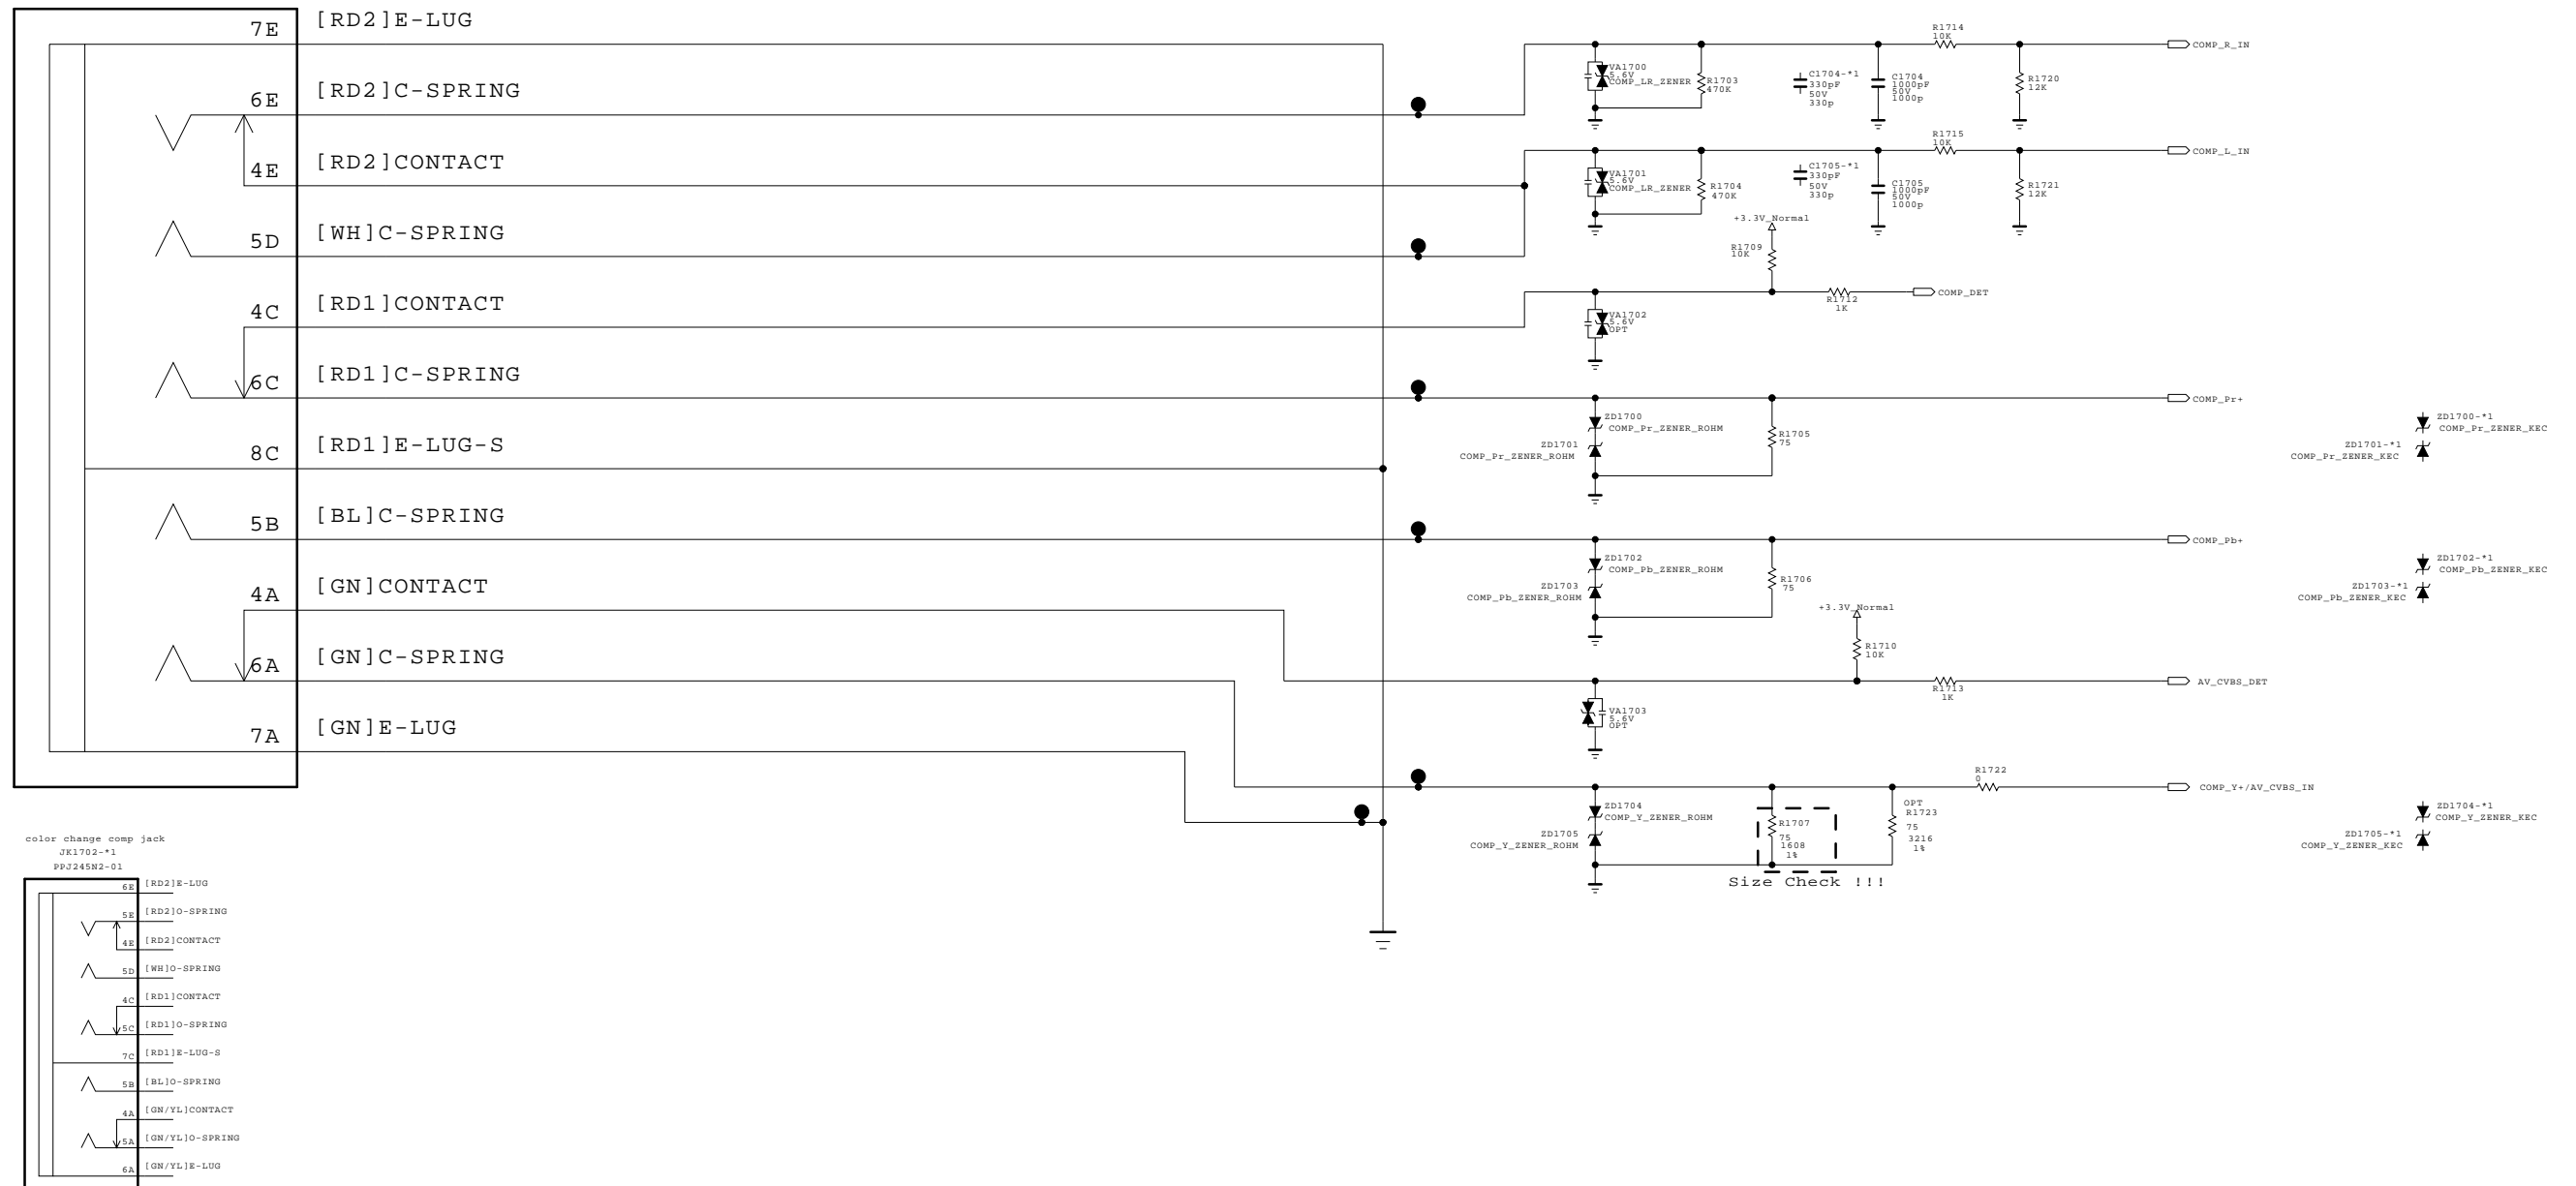 7E
[RD2]E-LUG
6E
[RD2]C-SPRING
4E
[RD2]CONTACT
5D
[WH]C-SPRING
4C
[RD1]CONTACT
6C
[RD1]C-SPRING
8C
[RD1]E-LUG-S
5B
[BL]C-SPRING
4A
[GN]CONTACT
6A
[GN]C-SPRING
7A
[GN]E-LUG
VA1700
5.6V
COMP_LR_ZENER
R1703
470K
C1704-*1
330pF
50V
330p
C1704
1000pF
50V
1000p
R1714
10K
R1720
12K
COMP_R_IN
VA1701
5.6V
COMP_LR_ZENER
R1704
470K
C1705-*1
330pF
50V
330p
C1705
1000pF
50V
1000p
R1715
10K
R1721
12K
COMP_L_IN
+3.3V_Normal
R1709
10K
VA1702
5.6V
OPT
R1712
1K
COMP_DET
ZD1700
COMP_Pr_ZENER_ROHM
ZD1701
COMP_Pr_ZENER_ROHM
R1705
75
COMP_Pr+
ZD1700-*1
COMP_Pr_ZENER_KEC
ZD1701-*1
COMP_Pr_ZENER_KEC
ZD1702
COMP_Pb_ZENER_ROHM
ZD1703
COMP_Pb_ZENER_ROHM
R1706
75
COMP_Pb+
ZD1702-*1
COMP_Pb_ZENER_KEC
ZD1703-*1
COMP_Pb_ZENER_KEC
+3.3V_Normal
R1710
10K
VA1703
5.6V
OPT
R1713
1K
AV_CVBS_DET
ZD1704
COMP_Y_ZENER_ROHM
ZD1705
COMP_Y_ZENER_ROHM
R1707
75
1608
1%
OPT
R1723
75
3216
1%
R1722
0
COMP_Y+/AV_CVBS_IN
ZD1704-*1
COMP_Y_ZENER_KEC
ZD1705-*1
COMP_Y_ZENER_KEC
Size Check !!!
color change comp jack
JK1702-*1
PPJ245N2-01
6E
[RD2]E-LUG
5E
[RD2]O-SPRING
4E
[RD2]CONTACT
5D
[WH]O-SPRING
4C
[RD1]CONTACT
5C
[RD1]O-SPRING
7C
[RD1]E-LUG-S
5B
[BL]O-SPRING
4A
[GN/YL]CONTACT
5A
[GN/YL]O-SPRING
6A
[GN/YL]E-LUG